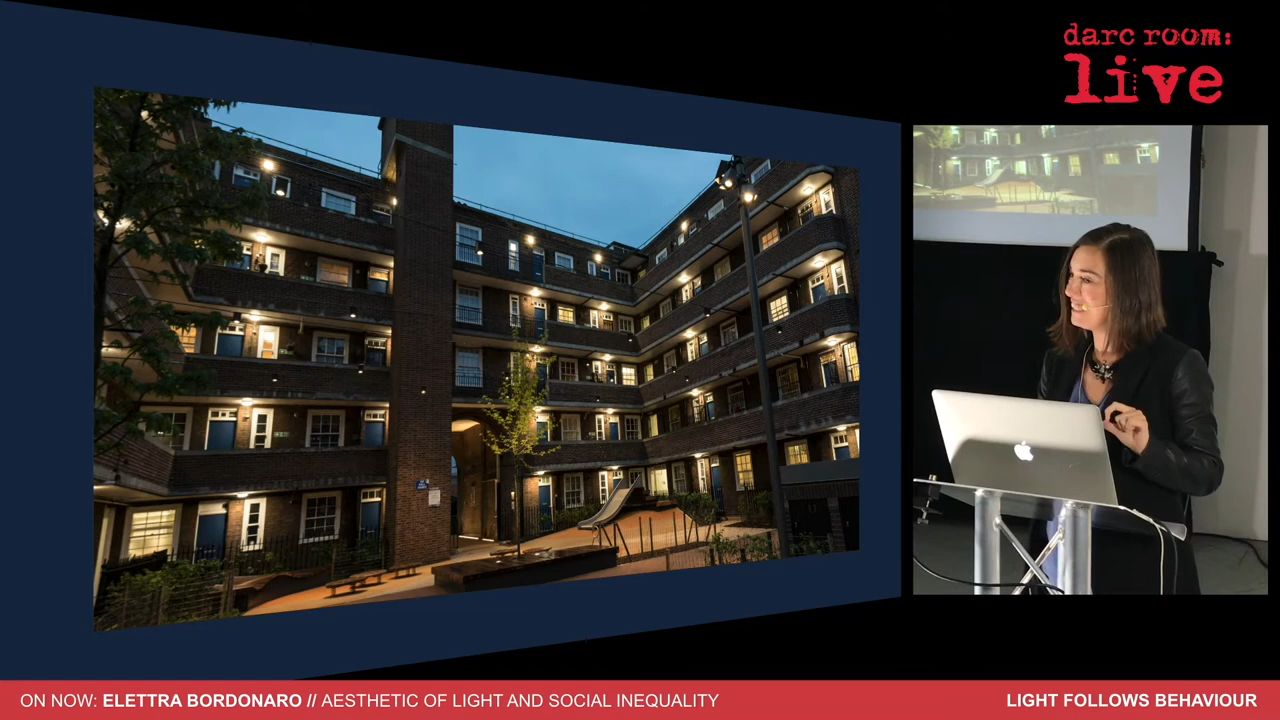 darc room:
live
ON NOW: ELETTRA BORDONARO // AESTHETIC OF LIGHT AND SOCIAL INEQUALITY
LIGHT FOLLOWS BEHAVIOUR